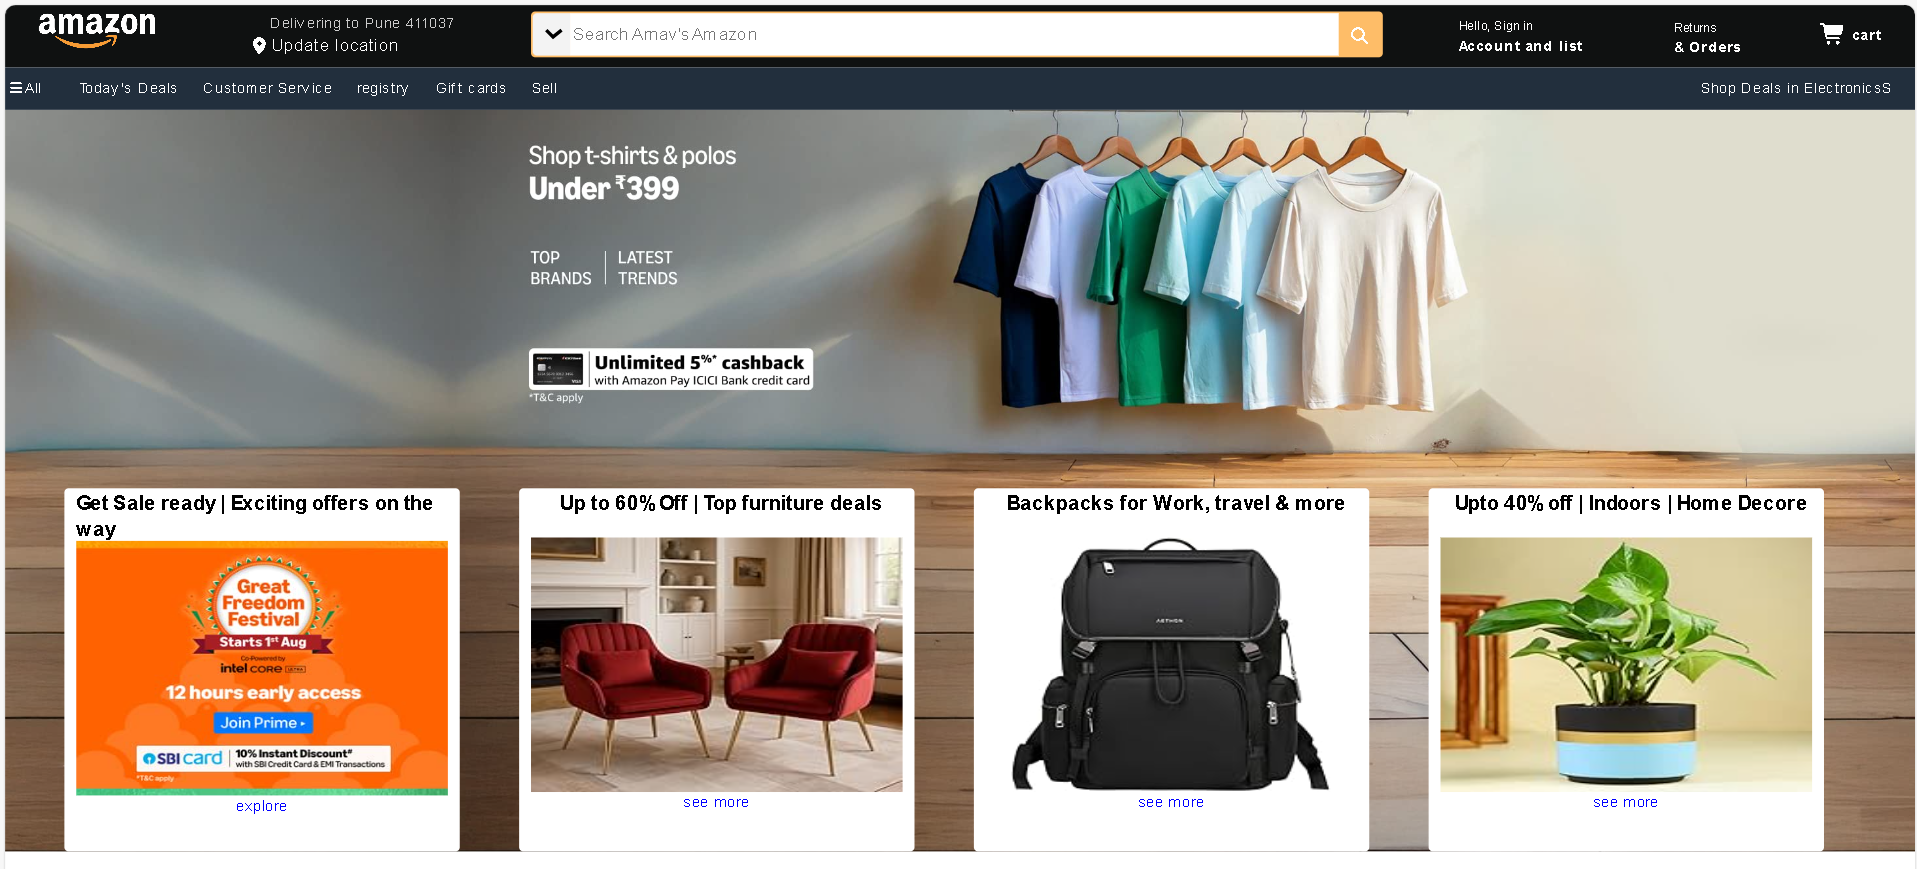 amazon
Delivering to Pune 411037
Update location
Search Arnav's Amazon
Hello, Sign in
Account and list
Returns
& Orders
cart
All
Today's Deals
Customer Service
registry
Gift cards
Sell
Shop Deals in ElectronicsS
Shop t-shirts & polos
Under ₹399
TOP
BRANDS
LATEST
TRENDS
Unlimited 5%* cashback
with Amazon Pay ICICI Bank credit card
*T&C apply
Get Sale ready | Exciting offers on the
way
Great
Freedom
Festival
Starts 1st Aug
Co-Powered by
intel CORE ULTRA
12 hours early access
Join Prime
SBI card
10% Instant Discount#
with SBI Credit Card & EMI Transactions
*T&C apply
explore
Up to 60% Off | Top furniture deals
see more
Backpacks for Work, travel & more
see more
Upto 40% off | Indoors | Home Decore
see more